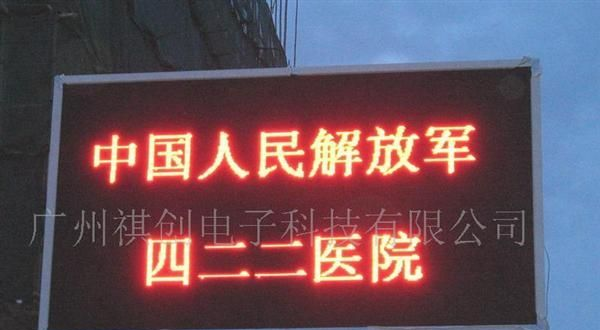 中国人民解放军
广州祺创电子科技有限公司
四二二医院